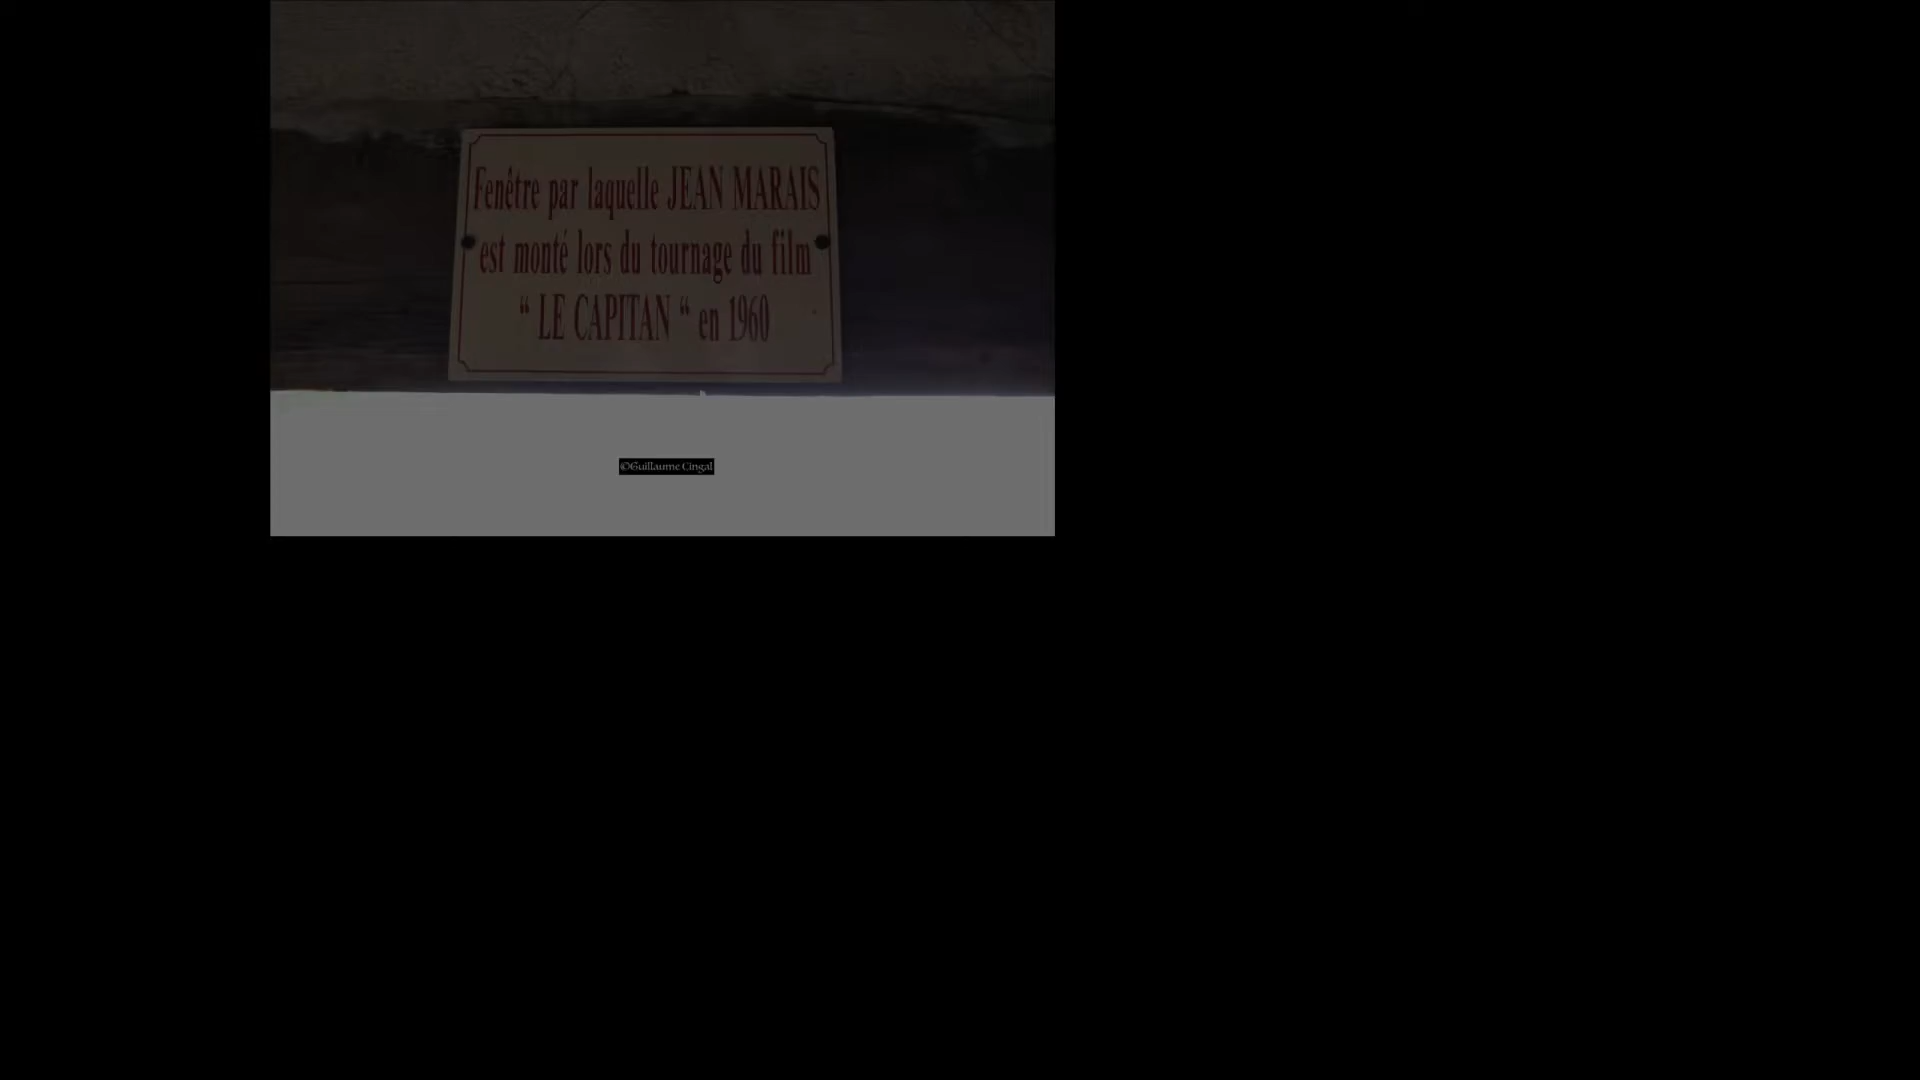 Fenêtre par laquelle JEAN MARAIS
est monté lors du tournage du film
“ LE CAPITAN “ en 1960
©Guillaume Cingal